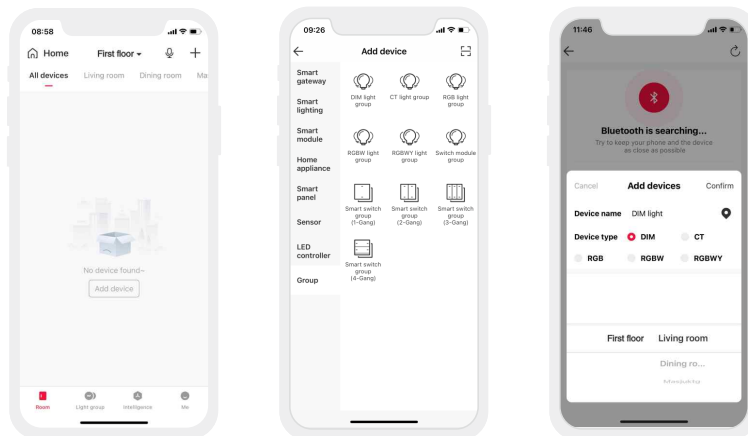 08:58
Home
First floor
All devices Living room Dining room Ma
No device found~
Add device
Room Light group Intelligence Me
09:26
Add device
Smart
gateway
Smart
lighting
Smart
module
Home
appliance
Smart
panel
Sensor
LED
controller
Group
DIM light
group
CT light group
RGB light
group
RGBW light
group
RGBWY light
group
Switch module
group
Smart switch
group
(1-Gang)
Smart switch
group
(2-Gang)
Smart switch
group
(3-Gang)
Smart switch
group
(4-Gang)
11:46
Bluetooth is searching...
Try to keep your phone and the device
as close as possible
Cancel Add devices Confirm
Device name DIM light
Device type DIM CT
RGB RGBW RGBWY
First floor Living room
Dining ro...